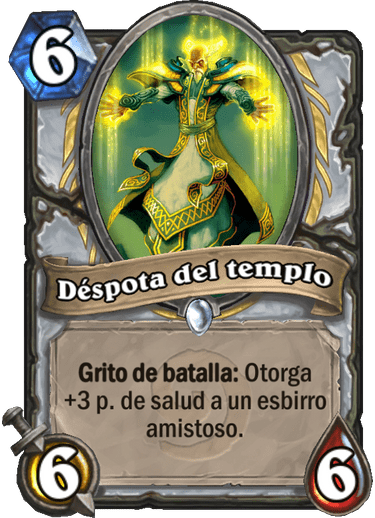 6
Déspota del templo
Grito de batalla: Otorga
+3 p. de salud a un esbirro
amistoso.
6
6